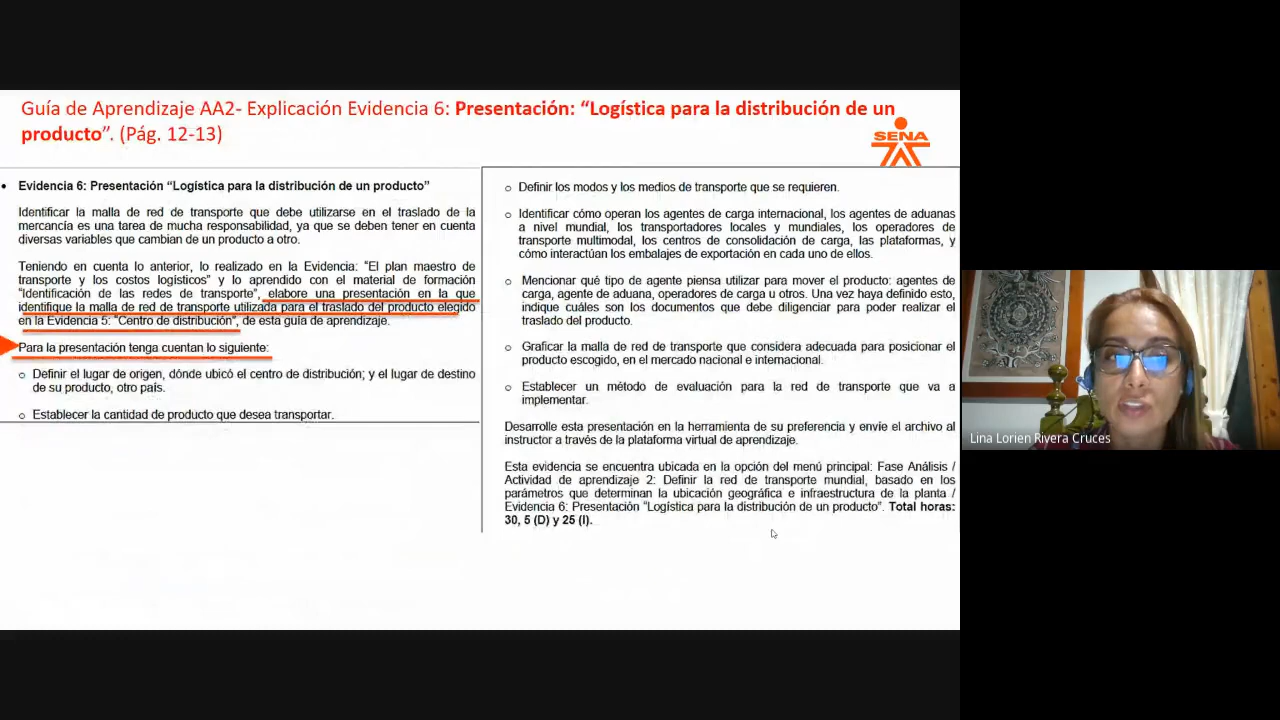 Guía de Aprendizaje AA2- Explicación Evidencia 6: Presentación: “Logística para la distribución de un
producto”. (Pág. 12-13)
SENA
• Evidencia 6: Presentación “Logística para la distribución de un producto”
Identificar la malla de red de transporte que debe utilizarse en el traslado de la
mercancía es una tarea de mucha responsabilidad, ya que se deben tener en cuenta
diversas variables que cambian de un producto a otro.
Teniendo en cuenta lo anterior, lo realizado en la Evidencia: “El plan maestro de
transporte y los costos logísticos” y lo aprendido con el material de formación
“Identificación de las redes de transporte”, elabore una presentación en la que
identifique la malla de red de transporte utilizada para el traslado del producto elegido
en la Evidencia 5: “Centro de distribución”, de esta guía de aprendizaje.
Para la presentación tenga cuentan lo siguiente:
o Definir el lugar de origen, dónde ubicó el centro de distribución; y el lugar de destino
de su producto, otro país.
o Establecer la cantidad de producto que desea transportar.
o Definir los modos y los medios de transporte que se requieren.
o Identificar cómo operan los agentes de carga internacional, los agentes de aduanas
a nivel mundial, los transportadores locales y mundiales, los operadores de
transporte multimodal, los centros de consolidación de carga, las plataformas, y
cómo interactúan los embalajes de exportación en cada uno de ellos.
o Mencionar qué tipo de agente piensa utilizar para mover el producto: agentes de
carga, agente de aduana, operadores de carga u otros. Una vez haya definido esto,
indique cuáles son los documentos que debe diligenciar para poder realizar el
traslado del producto.
o Graficar la malla de red de transporte que considera adecuada para posicionar el
producto escogido, en el mercado nacional e internacional.
o Establecer un método de evaluación para la red de transporte que va a
implementar.
Desarrolle esta presentación en la herramienta de su preferencia y envíe el archivo al
instructor a través de la plataforma virtual de aprendizaje.
Esta evidencia se encuentra ubicada en la opción del menú principal: Fase Análisis /
Actividad de aprendizaje 2: Definir la red de transporte mundial, basado en los
parámetros que determinan la ubicación geográfica e infraestructura de la planta /
Evidencia 6: Presentación “Logística para la distribución de un producto”. Total horas:
30, 5 (D) y 25 (I).
Lina Lorien Rivera Cruces